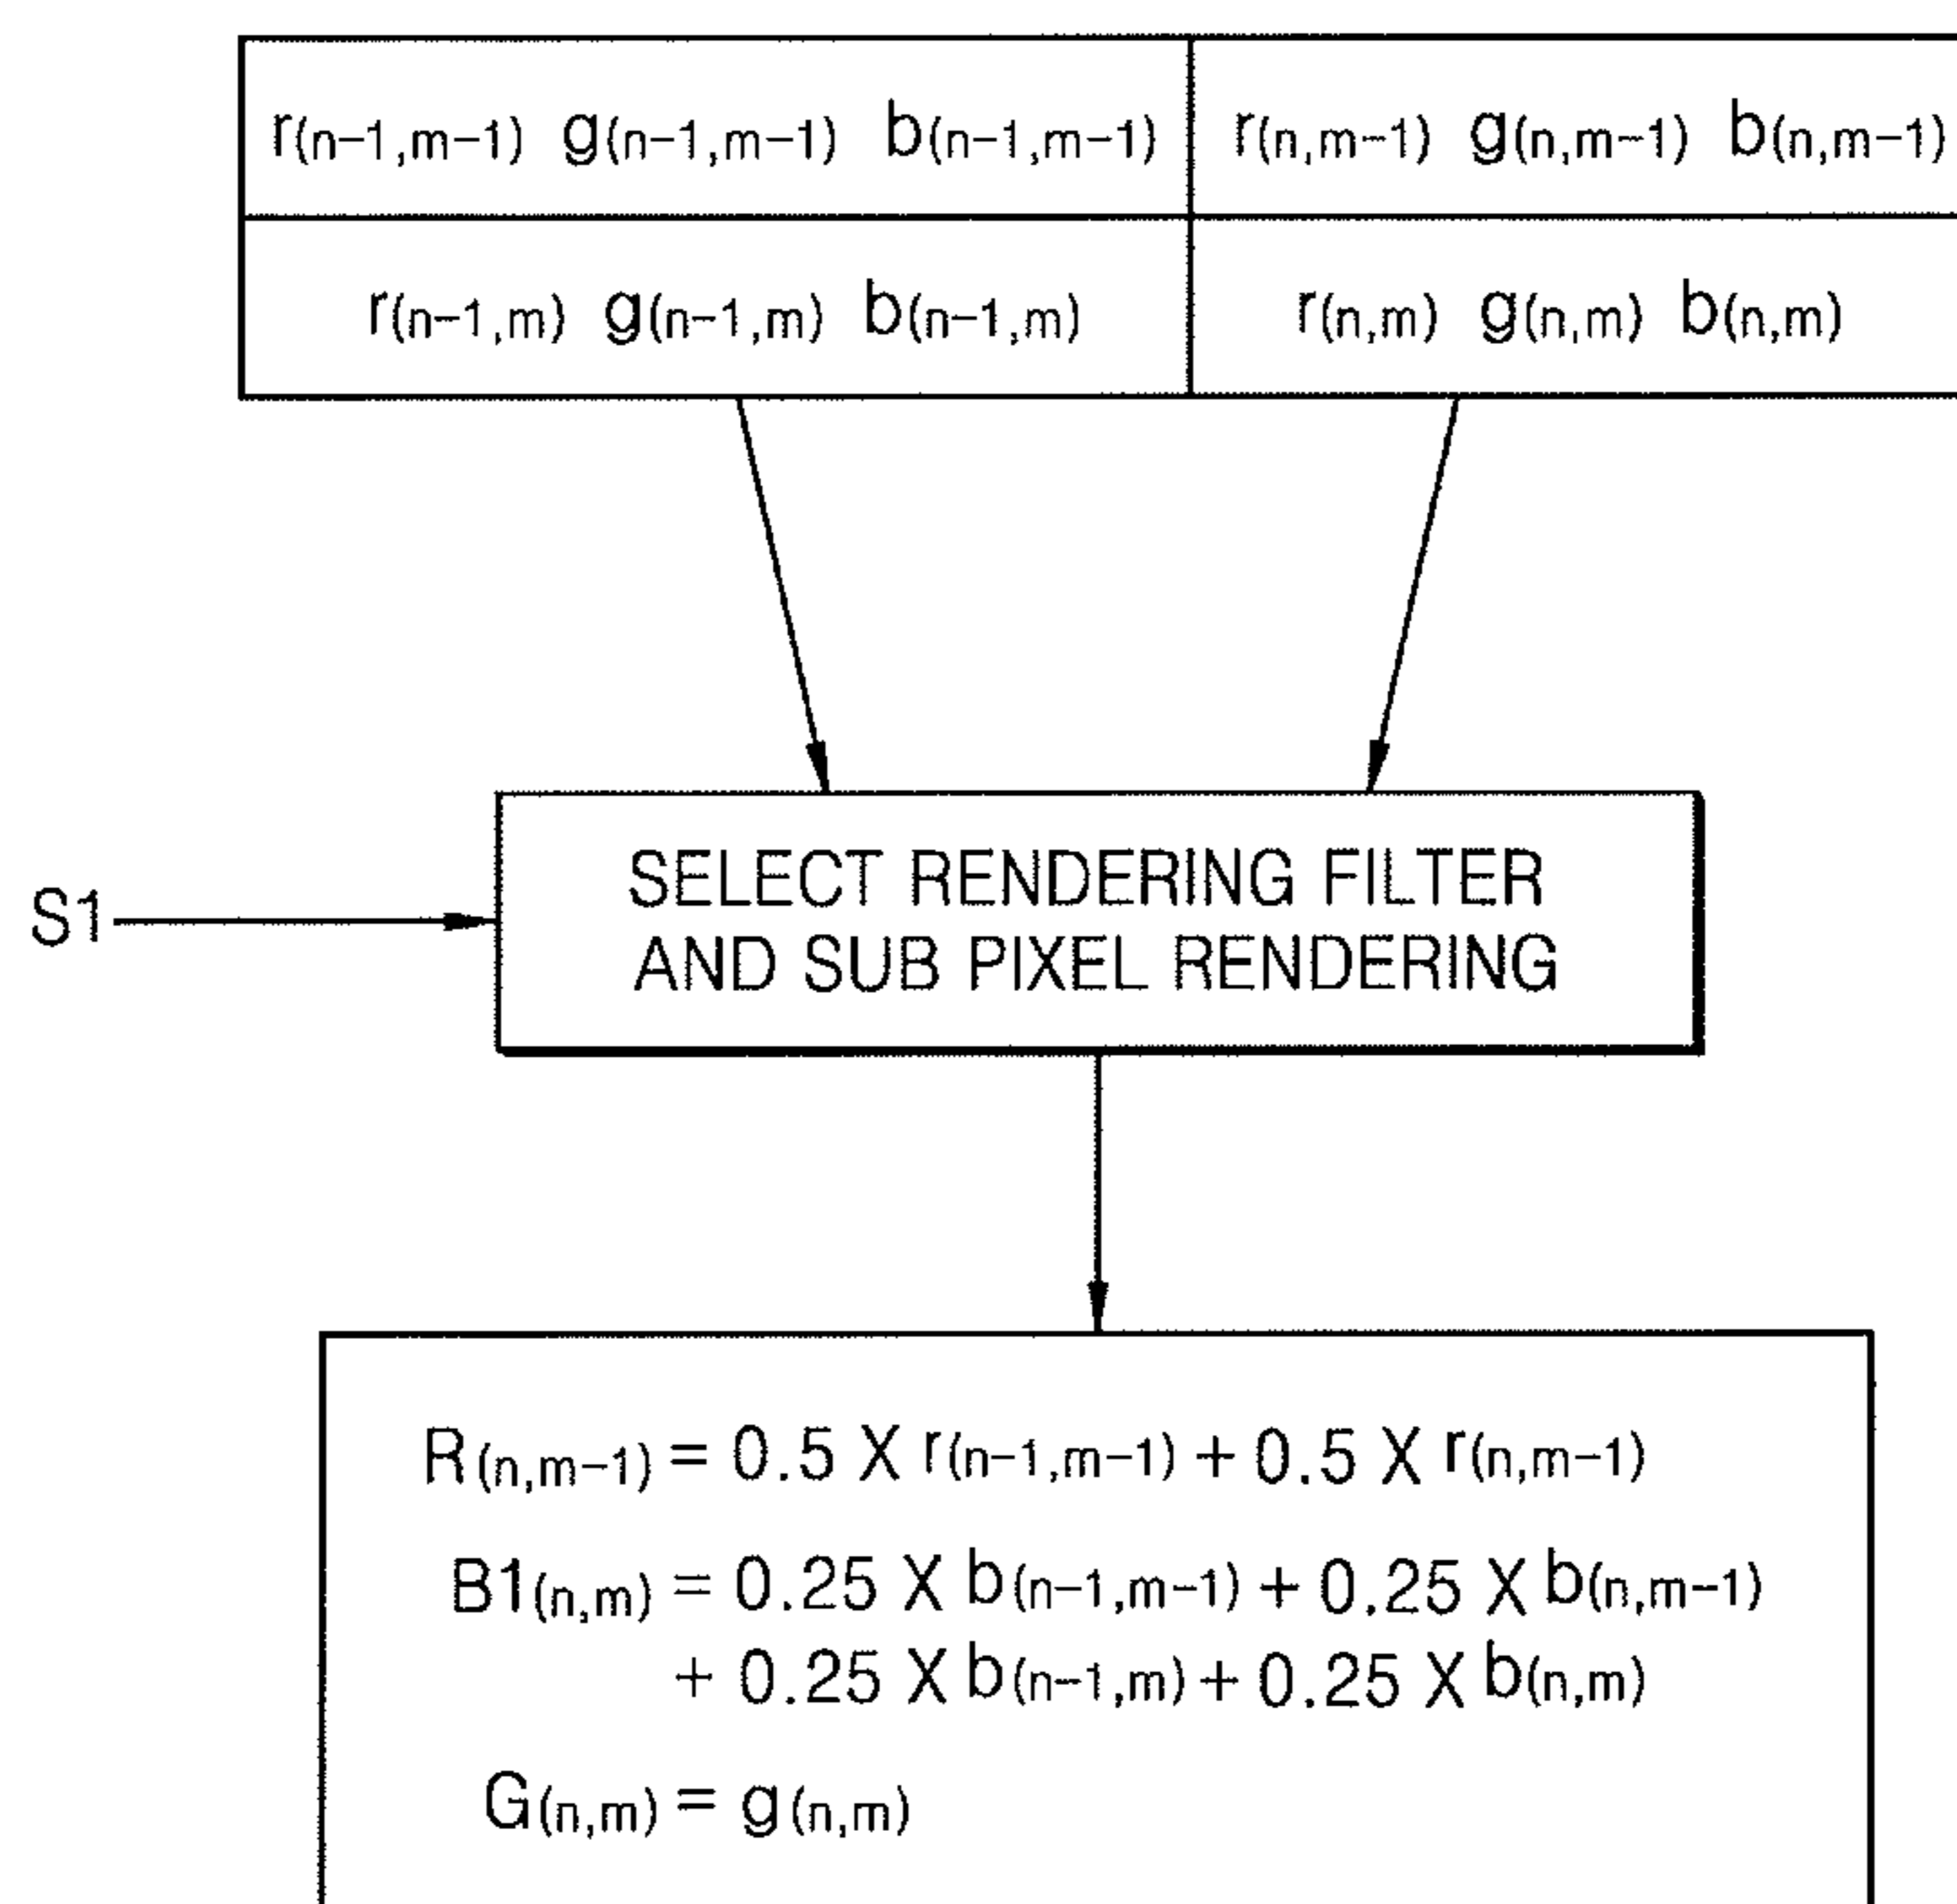 r(n-1,m-1) g(n-1,m-1) b(n-1,m-1) r(n,m-1) g(n,m-1) b(n,m-1)
r(n-1,m) g(n-1,m) b(n-1,m) r(n,m) g(n,m) b(n,m)
S1
SELECT RENDERING FILTER
AND SUB PIXEL RENDERING
R(n,m-1) = 0.5 X r(n-1,m-1) + 0.5 X r(n,m-1)
B1(n,m) = 0.25 X b(n-1,m-1) + 0.25 X b(n,m-1)
+ 0.25 X b(n-1,m) + 0.25 X b(n,m)
G(n,m) = g(n,m)